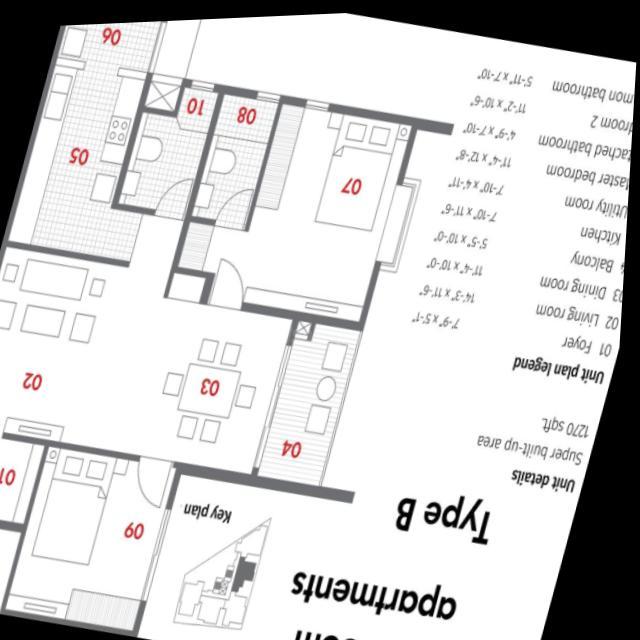 oom
apartments
Type B
Unit details
Super built-up area
1270 sqft.
Unit plan legend
01 Foyer 7'-9" x 5'-1"
02 Living room 14'-3" x 11'-6"
03 Dining room 11'-4" x 10'-0"
Balcony 5'-5" x 10'-0"
Kitchen 7'-10" x 11'-6"
Utility room 7'-10" x 4'-11"
aster bedroom 11'-4" x 12'-8"
tached bathroom 4'-9" x 7'-10"
droom 2 11'-2" x 10'-6"
mon bathroom 5'-11" x 7'-10"
Key plan
09
01
04
03
02
07
08
10
05
06